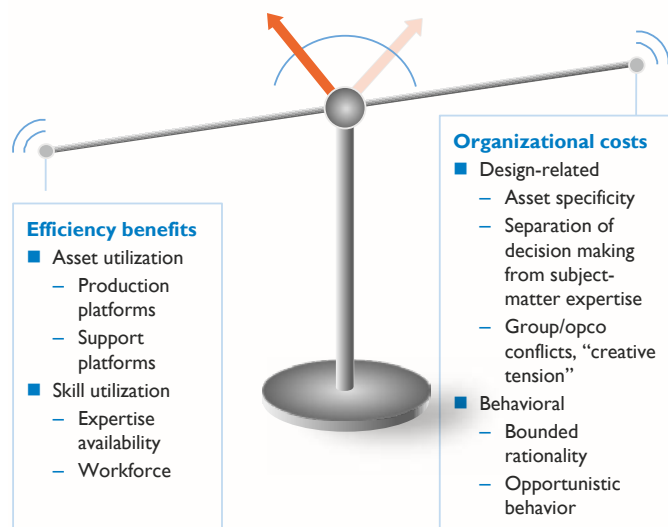 Efficiency benefits
■ Asset utilization
– Production
platforms
– Support
platforms
■ Skill utilization
– Expertise
availability
– Workforce
Organizational costs
■ Design-related
– Asset specificity
– Separation of
decision making
from subject-
matter expertise
– Group/opco
conflicts, “creative
tension”
■ Behavioral
– Bounded
rationality
– Opportunistic
behavior